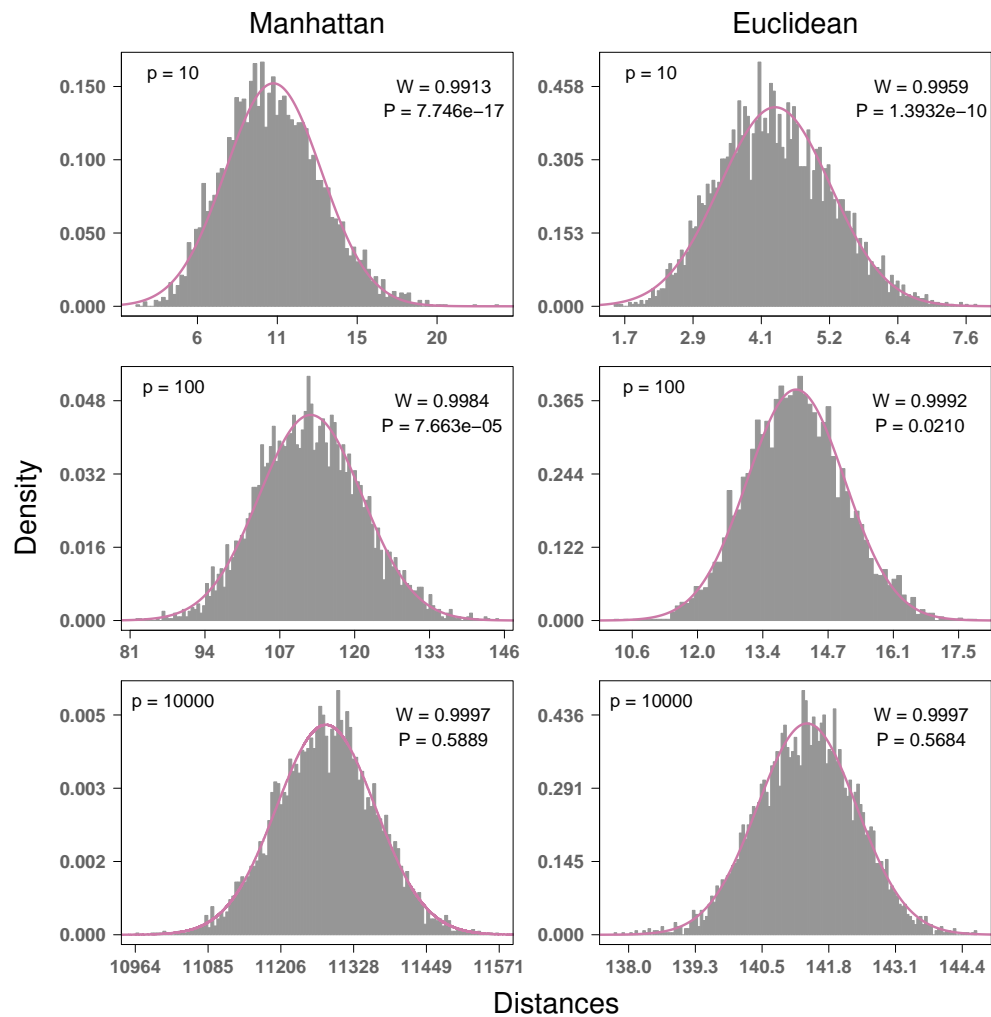 Manhattan
Euclidean
p = 10
W = 0.9913
P = 7.746e−17
0.150
0.100
0.050
0.000
6 11 15 20
p = 10
W = 0.9959
P = 1.3932e−10
0.458
0.305
0.153
0.000
1.7 2.9 4.1 5.2 6.4 7.6
p = 100
W = 0.9984
P = 7.663e−05
0.048
0.032
0.016
0.000
81 94 107 120 133 146
p = 100
W = 0.9992
P = 0.0210
0.365
0.244
0.122
0.000
10.6 12.0 13.4 14.7 16.1 17.5
Density
p = 10000
W = 0.9997
P = 0.5889
0.005
0.003
0.002
0.000
10964 11085 11206 11328 11449 11571
p = 10000
W = 0.9997
P = 0.5684
0.436
0.291
0.145
0.000
138.0 139.3 140.5 141.8 143.1 144.4
Distances